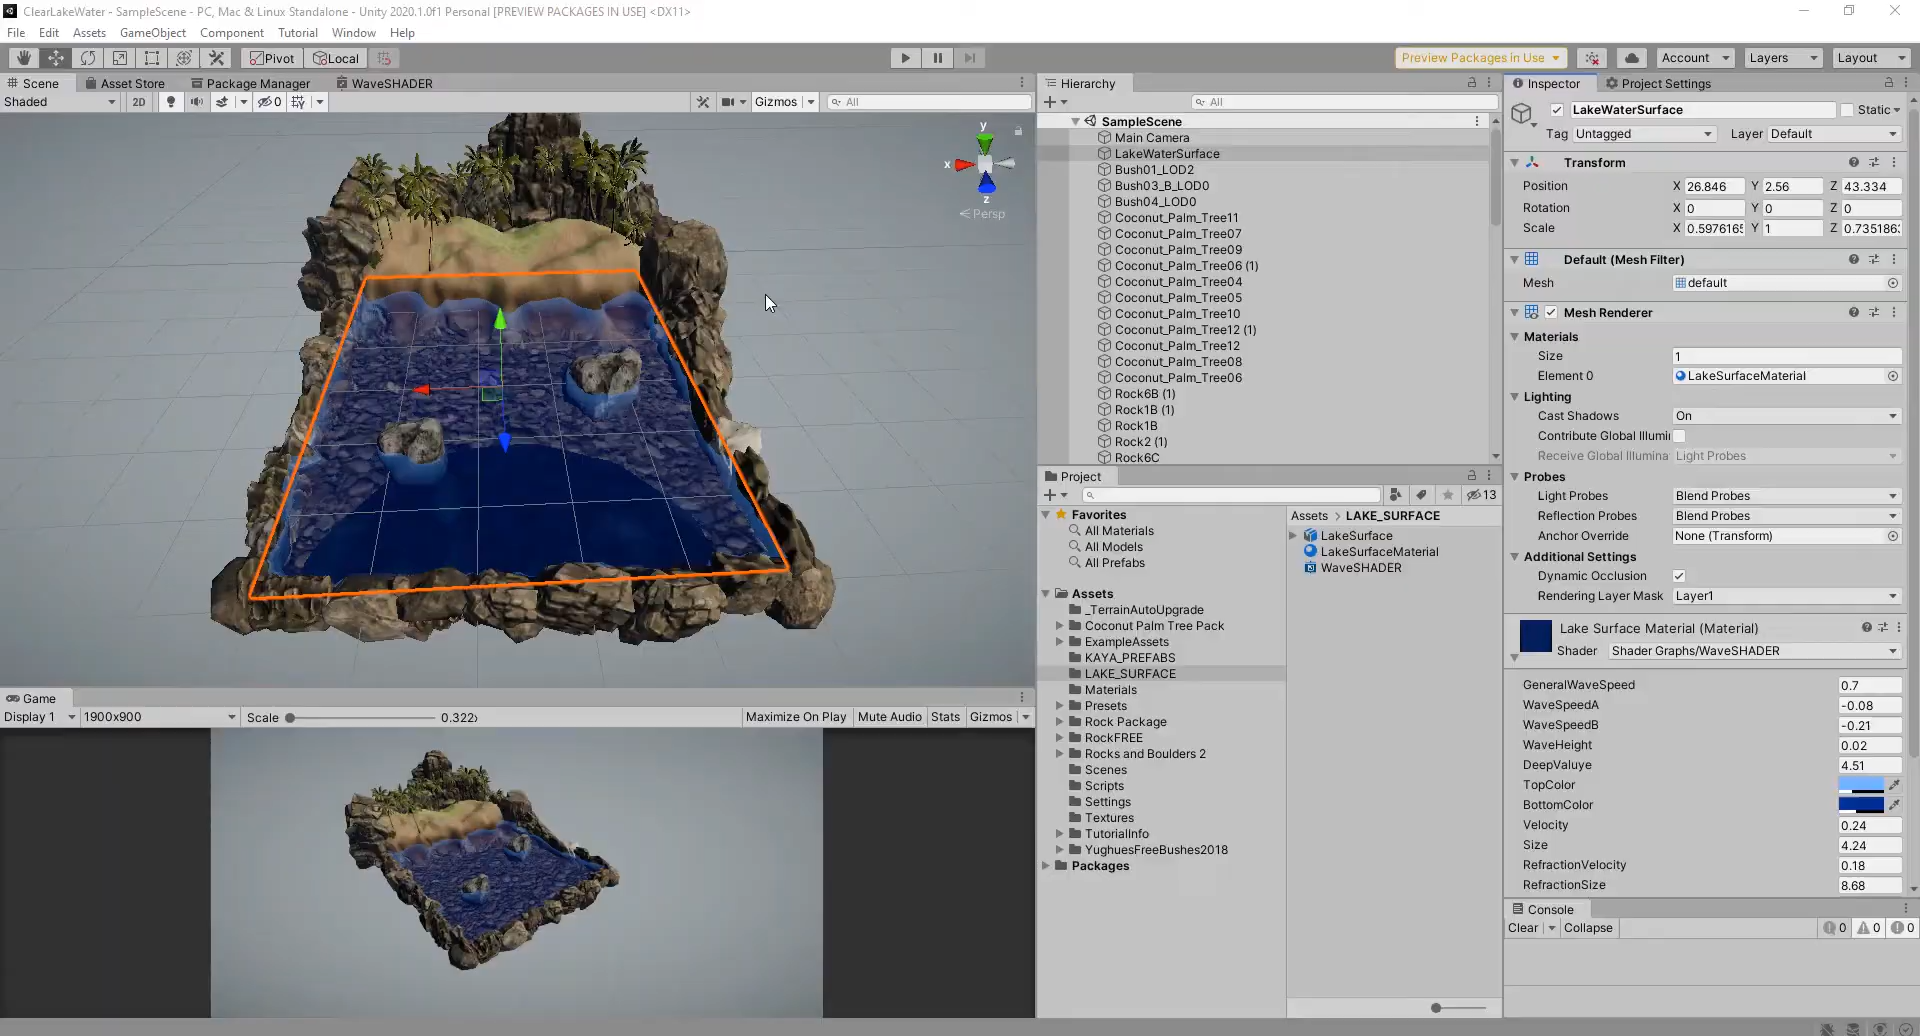 ClearLakeWater - SampleScene - PC, Mac & Linux Standalone - Unity 2020.1.0f1 Personal [PREVIEW PACKAGES IN USE] <DX11>
File Edit Assets GameObject Component Tutorial Window Help
Pivot Local Preview Packages in Use Account Layers Layout
Scene Asset Store Package Manager WaveSHADER
Shaded 2D 0 Gizmos All
y
x
z
Persp
Game
Display 1 1900x900 Scale 0.322x Maximize On Play Mute Audio Stats Gizmos
Hierarchy
All
SampleScene
Main Camera
LakeWaterSurface
Bush01_LOD2
Bush03_B_LOD0
Bush04_LOD0
Coconut_Palm_Tree11
Coconut_Palm_Tree07
Coconut_Palm_Tree09
Coconut_Palm_Tree06 (1)
Coconut_Palm_Tree04
Coconut_Palm_Tree05
Coconut_Palm_Tree10
Coconut_Palm_Tree12 (1)
Coconut_Palm_Tree12
Coconut_Palm_Tree08
Coconut_Palm_Tree06
Rock6B (1)
Rock1B (1)
Rock1B
Rock2 (1)
Rock6C
Project
13
Favorites
All Materials
All Models
All Prefabs
Assets
_TerrainAutoUpgrade
Coconut Palm Tree Pack
ExampleAssets
KAYA_PREFABS
LAKE_SURFACE
Materials
Presets
Rock Package
RockFREE
Rocks and Boulders 2
Scenes
Scripts
Settings
Textures
TutorialInfo
YughuesFreeBushes2018
Packages
Assets > LAKE_SURFACE
LakeSurface
LakeSurfaceMaterial
WaveSHADER
Inspector Project Settings
LakeWaterSurface Static
Tag Untagged Layer Default
Transform
Position X 26.846 Y 2.56 Z 43.334
Rotation X 0 Y 0 Z 0
Scale X 0.5976165 Y 1 Z 0.735186
Default (Mesh Filter)
Mesh default
Mesh Renderer
Materials
Size 1
Element 0 LakeSurfaceMaterial
Lighting
Cast Shadows On
Contribute Global Illumi
Receive Global Illumina Light Probes
Probes
Light Probes Blend Probes
Reflection Probes Blend Probes
Anchor Override None (Transform)
Additional Settings
Dynamic Occlusion
Rendering Layer Mask Layer1
Lake Surface Material (Material)
Shader Shader Graphs/WaveSHADER
GeneralWaveSpeed 0.7
WaveSpeedA -0.08
WaveSpeedB -0.21
WaveHeight 0.02
DeepValuye 4.51
TopColor
BottomColor
Velocity 0.24
Size 4.24
RefractionVelocity 0.18
RefractionSize 8.68
Console
Clear Collapse 0 0 0